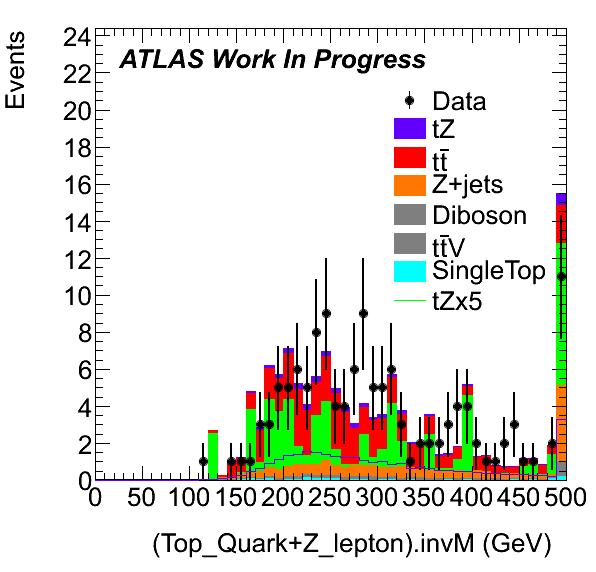 Events
24
22
20
18
16
14
12
10
8
6
4
2
0
ATLAS Work In Progress
Data
tZ
tt̄
Z+jets
Diboson
tt̄V
SingleTop
tZx5
0 50 100 150 200 250 300 350 400 450 500
(Top_Quark+Z_lepton).invM (GeV)